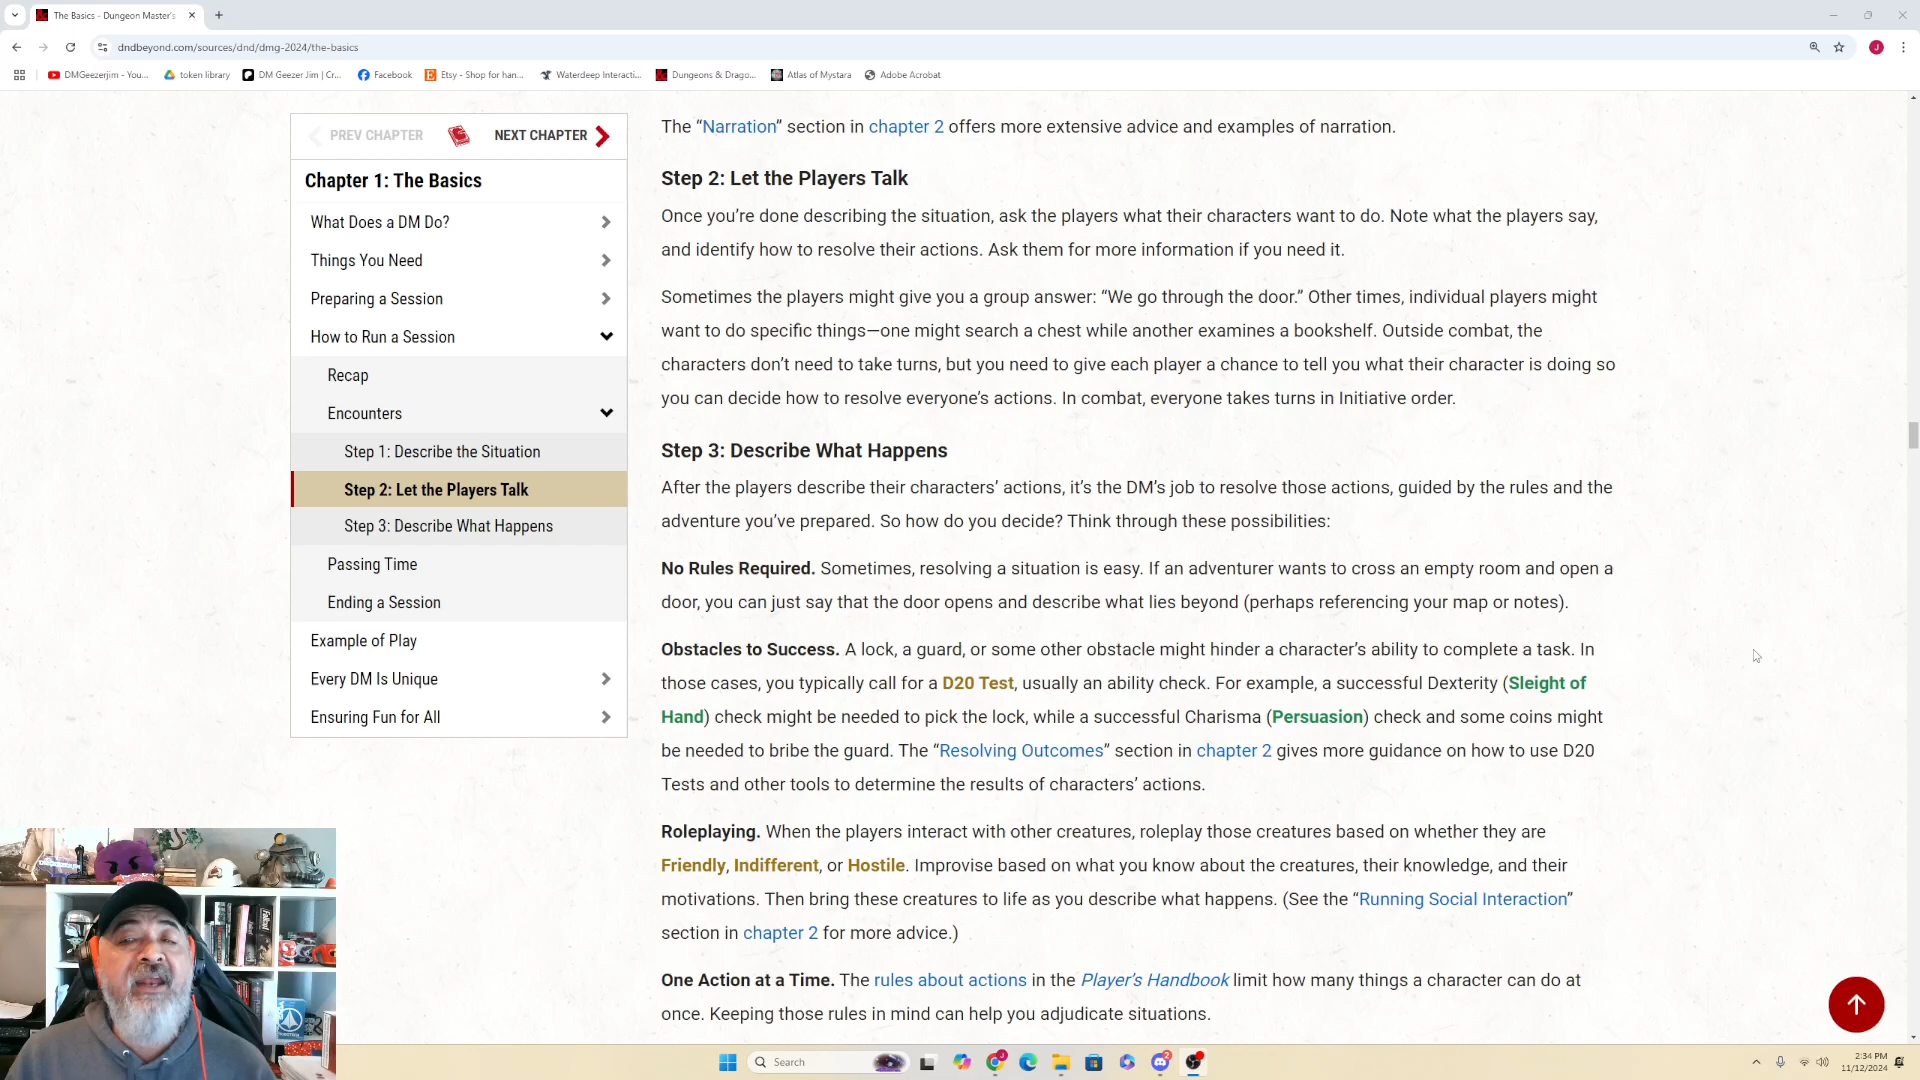 The Basics - Dungeon Master's
dndbeyond.com/sources/dnd/dmg-2024/the-basics
J
DMGeezerjim - You...
token library
DM Geezer Jim | Cr...
Facebook
Etsy - Shop for han...
Waterdeep Interacti...
Dungeons & Drago...
Atlas of Mystara
Adobe Acrobat
PREV CHAPTER
NEXT CHAPTER
Chapter 1: The Basics
What Does a DM Do?
Things You Need
Preparing a Session
How to Run a Session
Recap
Encounters
Step 1: Describe the Situation
Step 2: Let the Players Talk
Step 3: Describe What Happens
Passing Time
Ending a Session
Example of Play
Every DM Is Unique
Ensuring Fun for All
The “Narration” section in chapter 2 offers more extensive advice and examples of narration.
Step 2: Let the Players Talk
Once you’re done describing the situation, ask the players what their characters want to do. Note what the players say,
and identify how to resolve their actions. Ask them for more information if you need it.
Sometimes the players might give you a group answer: “We go through the door.” Other times, individual players might
want to do specific things—one might search a chest while another examines a bookshelf. Outside combat, the
characters don’t need to take turns, but you need to give each player a chance to tell you what their character is doing so
you can decide how to resolve everyone’s actions. In combat, everyone takes turns in Initiative order.
Step 3: Describe What Happens
After the players describe their characters’ actions, it’s the DM’s job to resolve those actions, guided by the rules and the
adventure you’ve prepared. So how do you decide? Think through these possibilities:
No Rules Required. Sometimes, resolving a situation is easy. If an adventurer wants to cross an empty room and open a
door, you can just say that the door opens and describe what lies beyond (perhaps referencing your map or notes).
Obstacles to Success. A lock, a guard, or some other obstacle might hinder a character’s ability to complete a task. In
those cases, you typically call for a D20 Test, usually an ability check. For example, a successful Dexterity (Sleight of
Hand) check might be needed to pick the lock, while a successful Charisma (Persuasion) check and some coins might
be needed to bribe the guard. The “Resolving Outcomes” section in chapter 2 gives more guidance on how to use D20
Tests and other tools to determine the results of characters’ actions.
Roleplaying. When the players interact with other creatures, roleplay those creatures based on whether they are
Friendly, Indifferent, or Hostile. Improvise based on what you know about the creatures, their knowledge, and their
motivations. Then bring these creatures to life as you describe what happens. (See the “Running Social Interaction”
section in chapter 2 for more advice.)
One Action at a Time. The rules about actions in the Player’s Handbook limit how many things a character can do at
once. Keeping those rules in mind can help you adjudicate situations.
Search
2:34 PM
11/12/2024